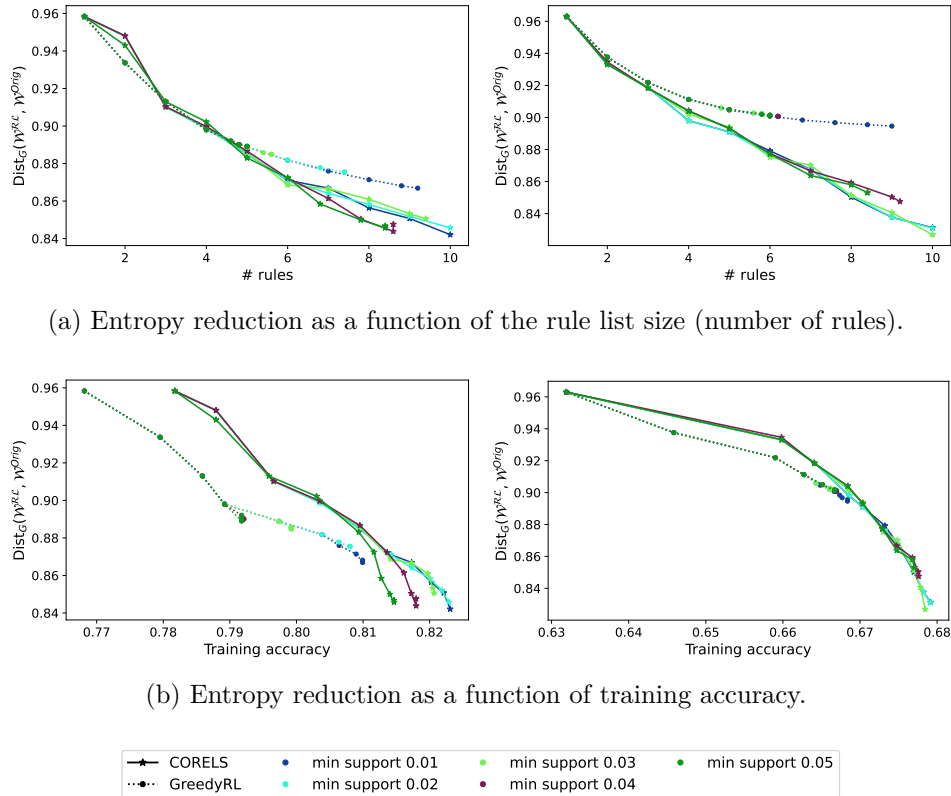 0.96
0.94
0.92
0.90
0.88
0.86
0.84
Dist_G(𝒲^{Rℒ}, 𝒲^{Orig})
2 4 6 8 10
# rules
0.96
0.94
0.92
0.90
0.88
0.86
0.84
Dist_G(𝒲^{Rℒ}, 𝒲^{Orig})
2 4 6 8 10
# rules
(a) Entropy reduction as a function of the rule list size (number of rules).
0.96
0.94
0.92
0.90
0.88
0.86
0.84
Dist_G(𝒲^{Rℒ}, 𝒲^{Orig})
0.77 0.78 0.79 0.80 0.81 0.82
Training accuracy
0.96
0.94
0.92
0.90
0.88
0.86
0.84
Dist_G(𝒲^{Rℒ}, 𝒲^{Orig})
0.63 0.64 0.65 0.66 0.67 0.68
Training accuracy
(b) Entropy reduction as a function of training accuracy.
CORELS min support 0.01 min support 0.03 min support 0.05
GreedyRL min support 0.02 min support 0.04